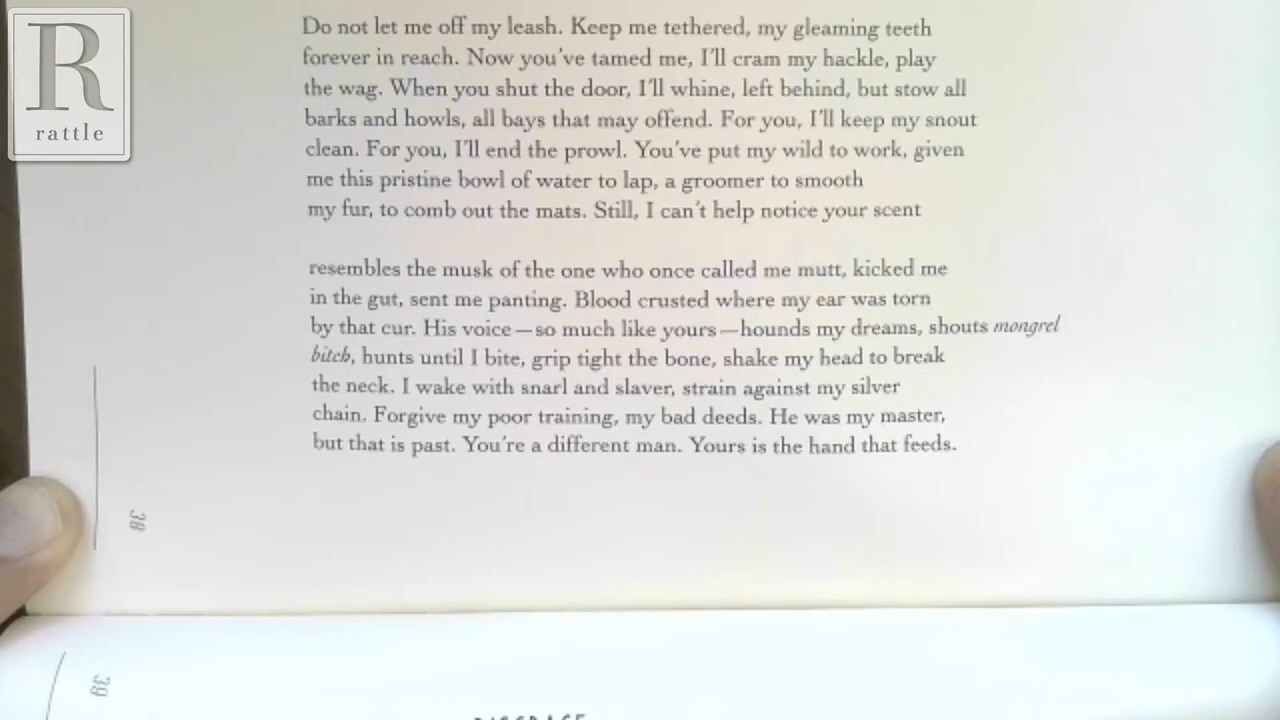 R
rattle
Do not let me off my leash. Keep me tethered, my gleaming teeth
forever in reach. Now you've tamed me, I'll cram my hackle, play
the wag. When you shut the door, I'll whine, left behind, but stow all
barks and howls, all bays that may offend. For you, I'll keep my snout
clean. For you, I'll end the prowl. You've put my wild to work, given
me this pristine bowl of water to lap, a groomer to smooth
my fur, to comb out the mats. Still, I can't help notice your scent
resembles the musk of the one who once called me mutt, kicked me
in the gut, sent me panting. Blood crusted where my ear was torn
by that cur. His voice—so much like yours—hounds my dreams, shouts mongrel
bitch, hunts until I bite, grip tight the bone, shake my head to break
the neck. I wake with snarl and slaver, strain against my silver
chain. Forgive my poor training, my bad deeds. He was my master,
but that is past. You're a different man. Yours is the hand that feeds.
38
39